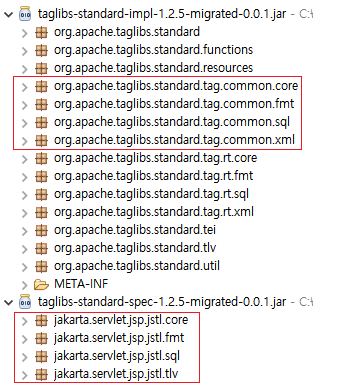 taglibs-standard-impl-1.2.5-migrated-0.0.1.jar - C:\
org.apache.taglibs.standard
org.apache.taglibs.standard.functions
org.apache.taglibs.standard.resources
org.apache.taglibs.standard.tag.common.core
org.apache.taglibs.standard.tag.common.fmt
org.apache.taglibs.standard.tag.common.sql
org.apache.taglibs.standard.tag.common.xml
org.apache.taglibs.standard.tag.rt.core
org.apache.taglibs.standard.tag.rt.fmt
org.apache.taglibs.standard.tag.rt.sql
org.apache.taglibs.standard.tag.rt.xml
org.apache.taglibs.standard.tei
org.apache.taglibs.standard.tlv
org.apache.taglibs.standard.util
META-INF
taglibs-standard-spec-1.2.5-migrated-0.0.1.jar - C:\
jakarta.servlet.jsp.jstl.core
jakarta.servlet.jsp.jstl.fmt
jakarta.servlet.jsp.jstl.sql
jakarta.servlet.jsp.jstl.tlv